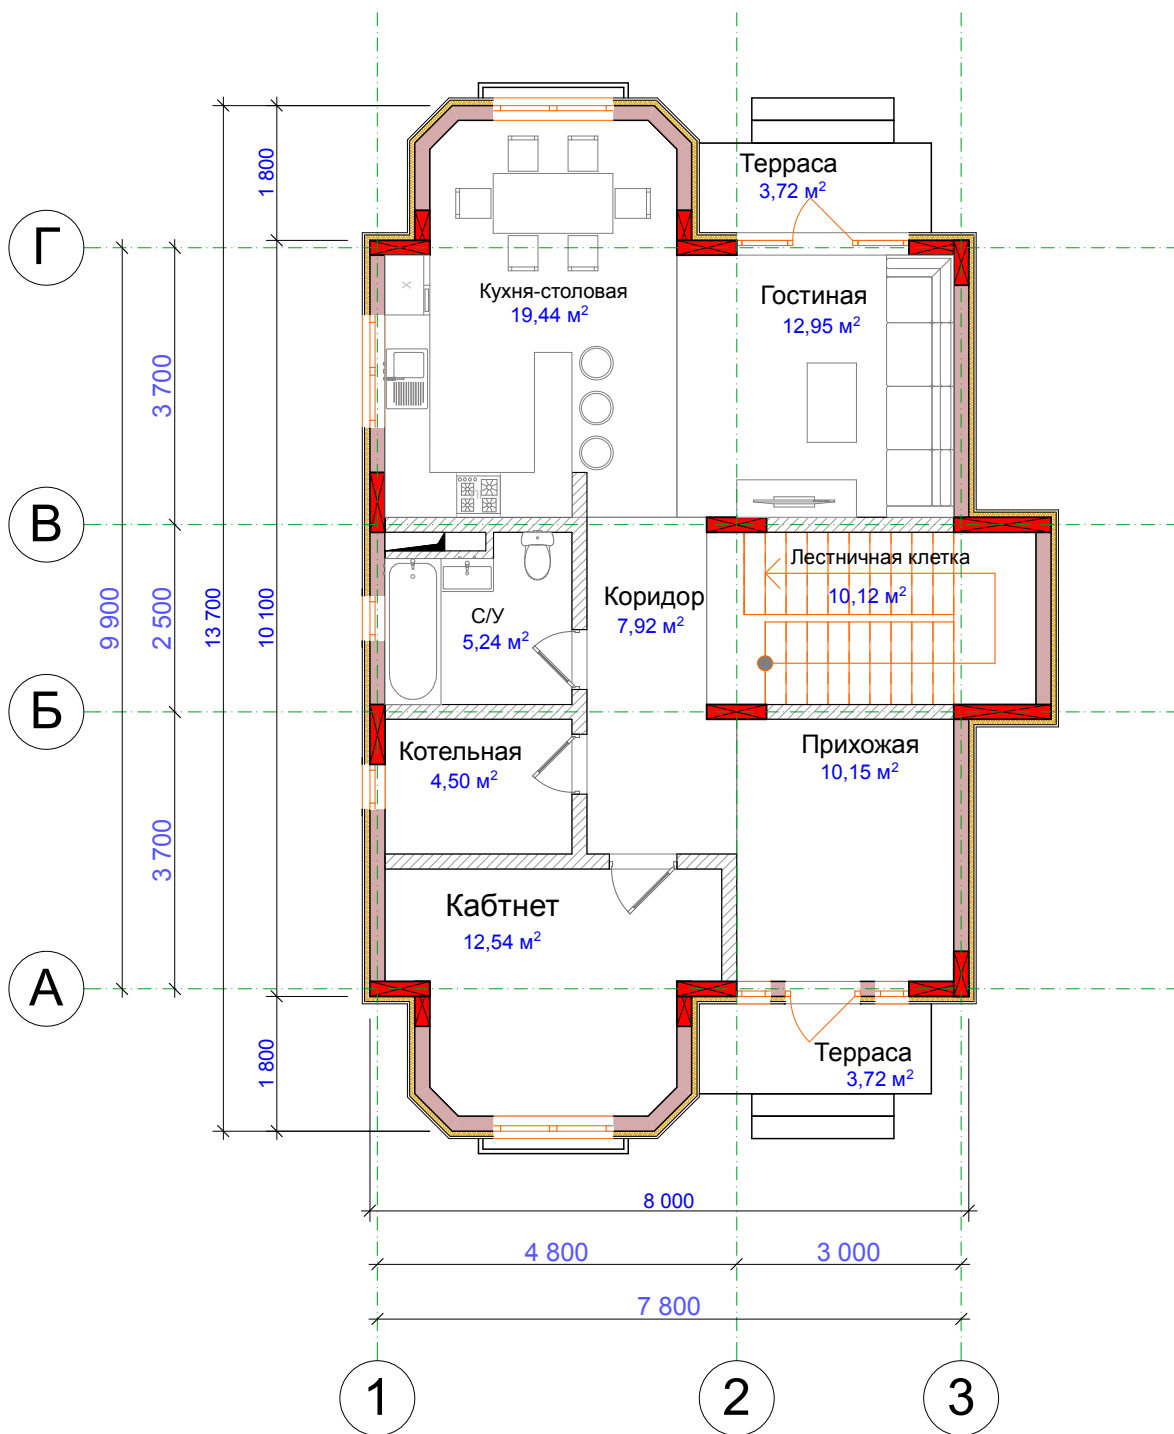 1 800
Терраса
3,72 м²
Г
Кухня-столовая
19,44 м²
Гостиная
12,95 м²
X
3 700
В
Лестничная клетка
10,12 м²
Коридор
7,92 м²
С/У
5,24 м²
9 900
2 500
13 700
10 100
Б
Котельная
4,50 м²
Прихожая
10,15 м²
3 700
Кабтнет
12,54 м²
А
Терраса
3,72 м²
1 800
8 000
4 800
3 000
7 800
1
2
3